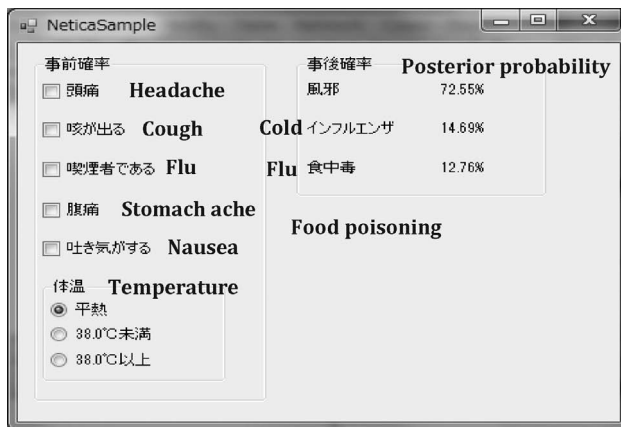 NeticaSample
事前確率
頭痛 Headache
咳が出る Cough
喫煙者である Flu
腹痛 Stomach ache
吐き気がする Nausea
体温 Temperature
平熱
38.0℃未満
38.0℃以上
事後確率 Posterior probability
風邪 72.55%
Cold インフルエンザ 14.69%
Flu 食中毒 12.76%
Food poisoning